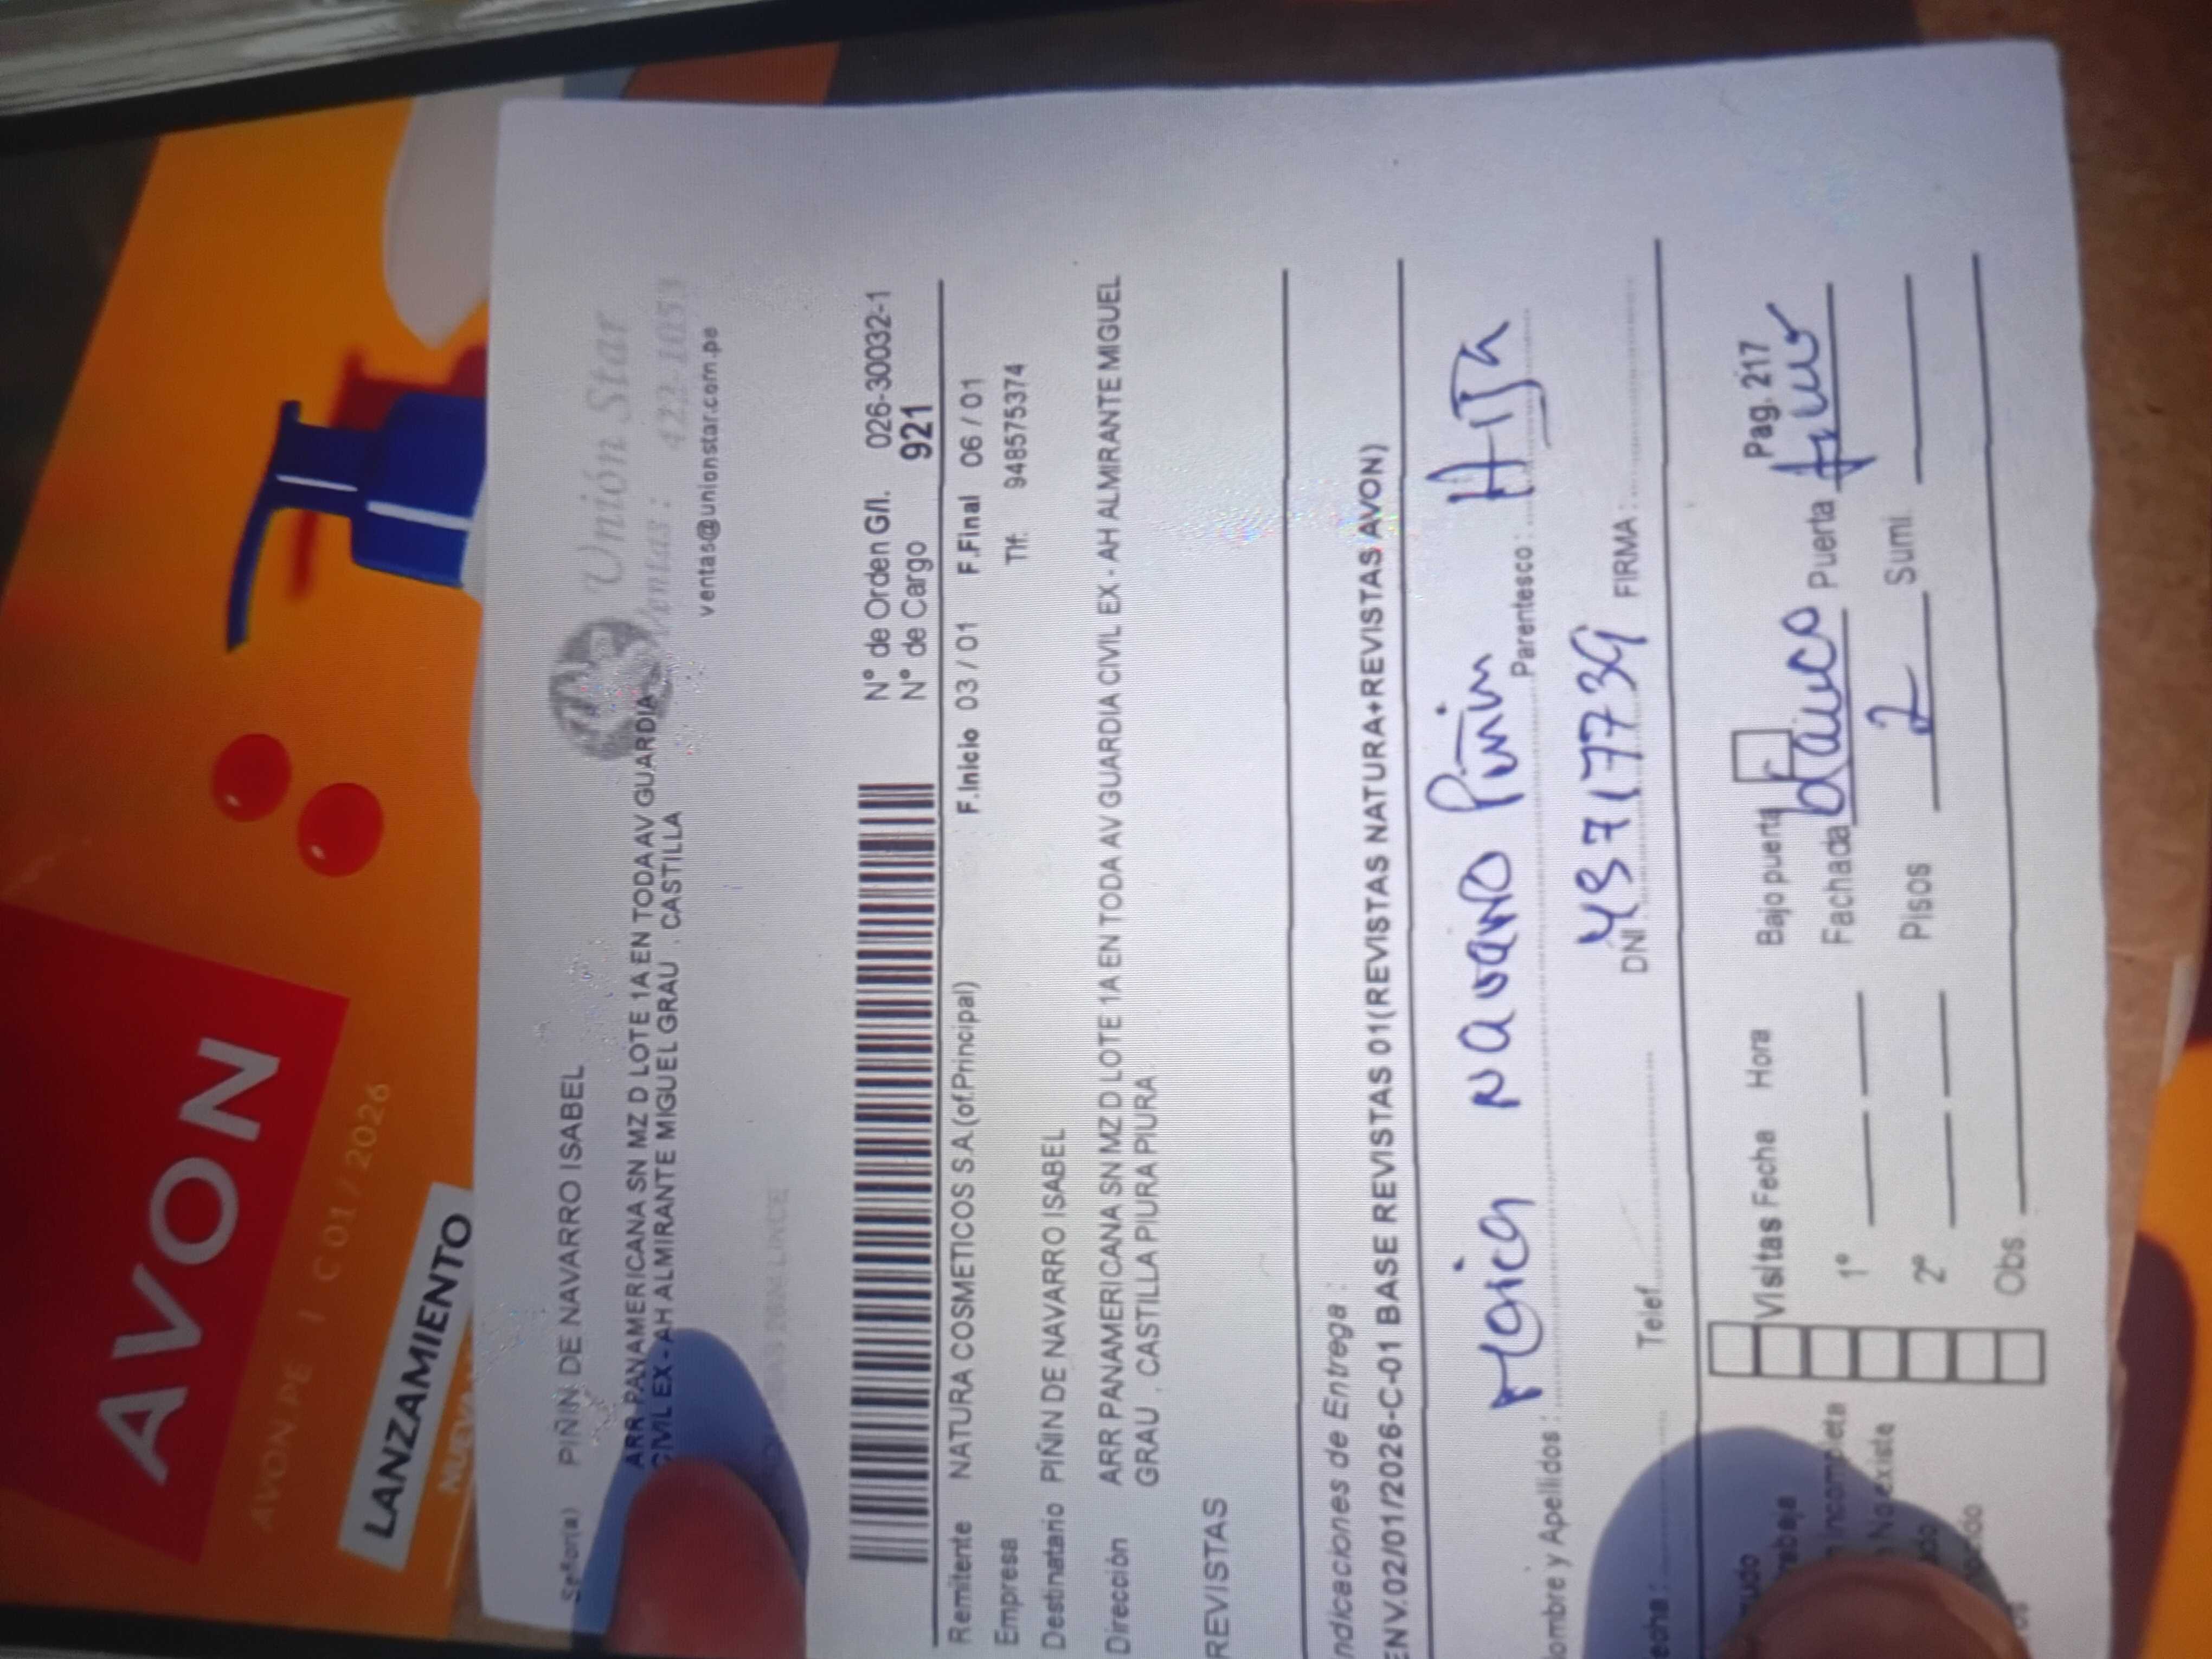 AVON
AVON.PE | C 01/2026
LANZAMIENTO
Unión Star
Ventas : 422-105
ventas@unionstar.com.pe
Señor(a) PIÑIN DE NAVARRO ISABEL
ARR PANAMERICANA SN MZ D LOTE 1A EN TODA AV GUARDIA
CIVIL EX - AH ALMIRANTE MIGUEL GRAU , CASTILLA
N° de Orden G/I. 026-30032-1
N° de Cargo 921
Remitente NATURA COSMETICOS S.A.(of.Principal) F.Inicio 03 / 01 F.Final 06 / 01
Empresa Tlf. 948575374
Destinatario PIÑIN DE NAVARRO ISABEL
Dirección ARR PANAMERICANA SN MZ D LOTE 1A EN TODA AV GUARDIA CIVIL EX - AH ALMIRANTE MIGUEL
GRAU , CASTILLA PIURA PIURA
REVISTAS
ndicaciones de Entrega :
ENV.02/01/2026-C-01 BASE REVISTAS 01(REVISTAS NATURA+REVISTAS AVON)
ombre y Apellidos : Navarro Piñin Parentesco : HIJA
echa : Telef. DNI FIRMA :
Bajo puerta Pag. 217
Visitas Fecha Hora Fachada blanco Puerta
1° Pisos 2 Sumi.
2°
Obs